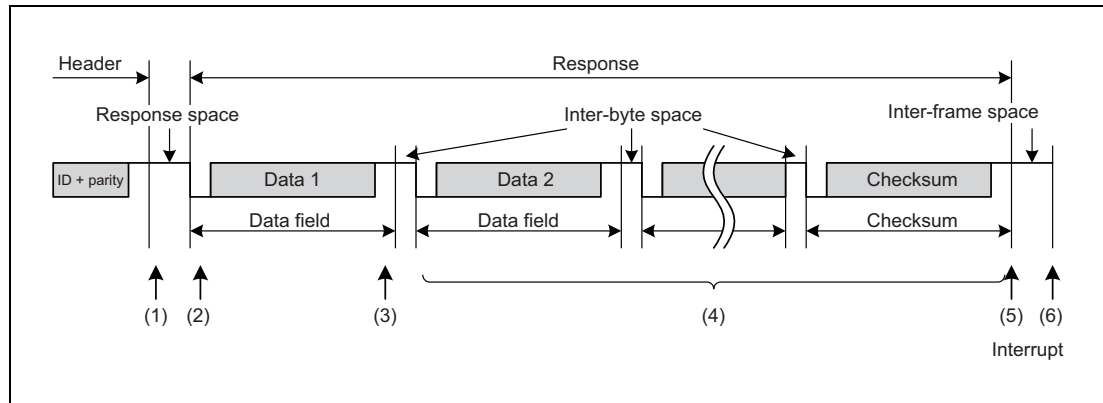 Header
Response
Response space
Inter-byte space
Inter-frame space
ID + parity
Data 1
Data 2
Checksum
Data field
Data field
Checksum
(1)
(2)
(3)
(4)
(5)
(6)
Interrupt